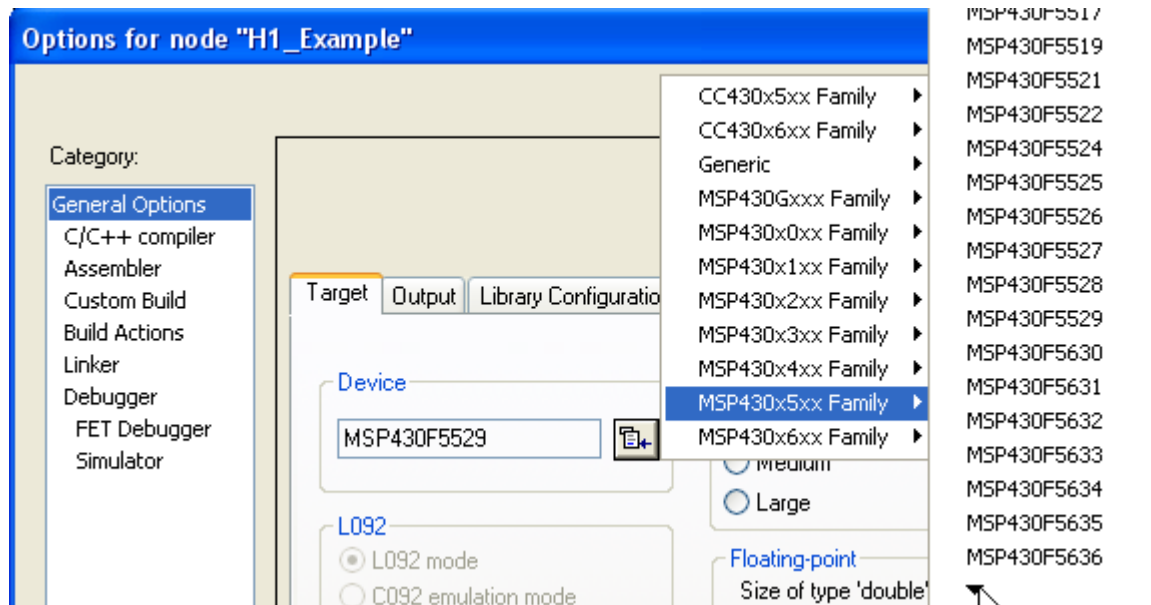 Options for node "H1_Example"
Category:
General Options
C/C++ compiler
Assembler
Custom Build
Build Actions
Linker
Debugger
FET Debugger
Simulator
Target
Output
Library Configuratio
Device
MSP430F5529
L092
L092 mode
C092 emulation mode
CC430x5xx Family
CC430x6xx Family
Generic
MSP430Gxxx Family
MSP430x0xx Family
MSP430x1xx Family
MSP430x2xx Family
MSP430x3xx Family
MSP430x4xx Family
MSP430x5xx Family
MSP430x6xx Family
Medium
Large
Floating-point
Size of type 'double'
MSP430F5517
MSP430F5519
MSP430F5521
MSP430F5522
MSP430F5524
MSP430F5525
MSP430F5526
MSP430F5527
MSP430F5528
MSP430F5529
MSP430F5630
MSP430F5631
MSP430F5632
MSP430F5633
MSP430F5634
MSP430F5635
MSP430F5636